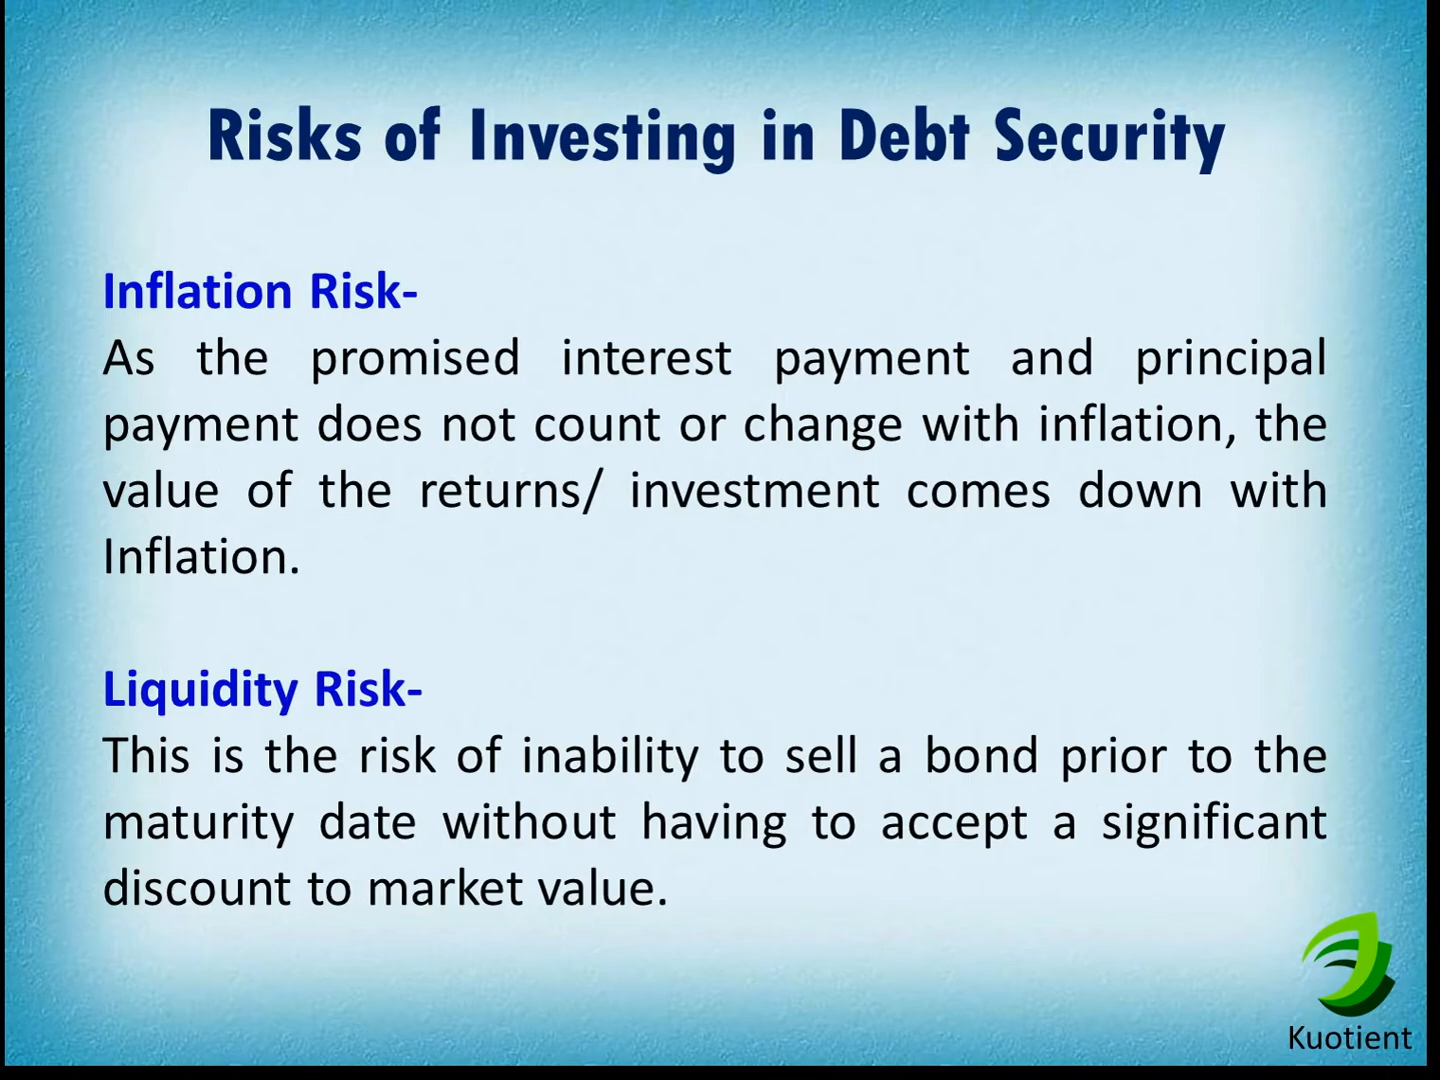 Risks of Investing in Debt Security
Inflation Risk-
As the promised interest payment and principal
payment does not count or change with inflation, the
value of the returns/ investment comes down with
Inflation.
Liquidity Risk-
This is the risk of inability to sell a bond prior to the
maturity date without having to accept a significant
discount to market value.
Kuotient